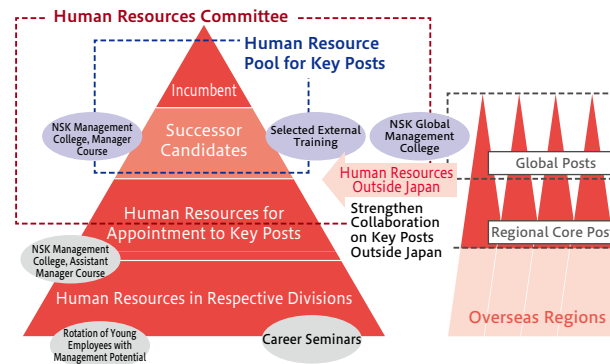 Human Resources Committee
Human Resource
Pool for Key Posts
Incumbent
NSK Management
College, Manager
Course
Successor
Candidates
Selected External
Training
NSK Global
Management
College
Global Posts
Human Resources
Outside Japan
Strengthen
Collaboration
on Key Posts
Outside Japan
Human Resources for
Appointment to Key Posts
Regional Core Post
NSK Management
College, Assistant
Manager Course
Human Resources in Respective Divisions
Overseas Regions
Rotation of Young
Employees with
Management Potential
Career Seminars